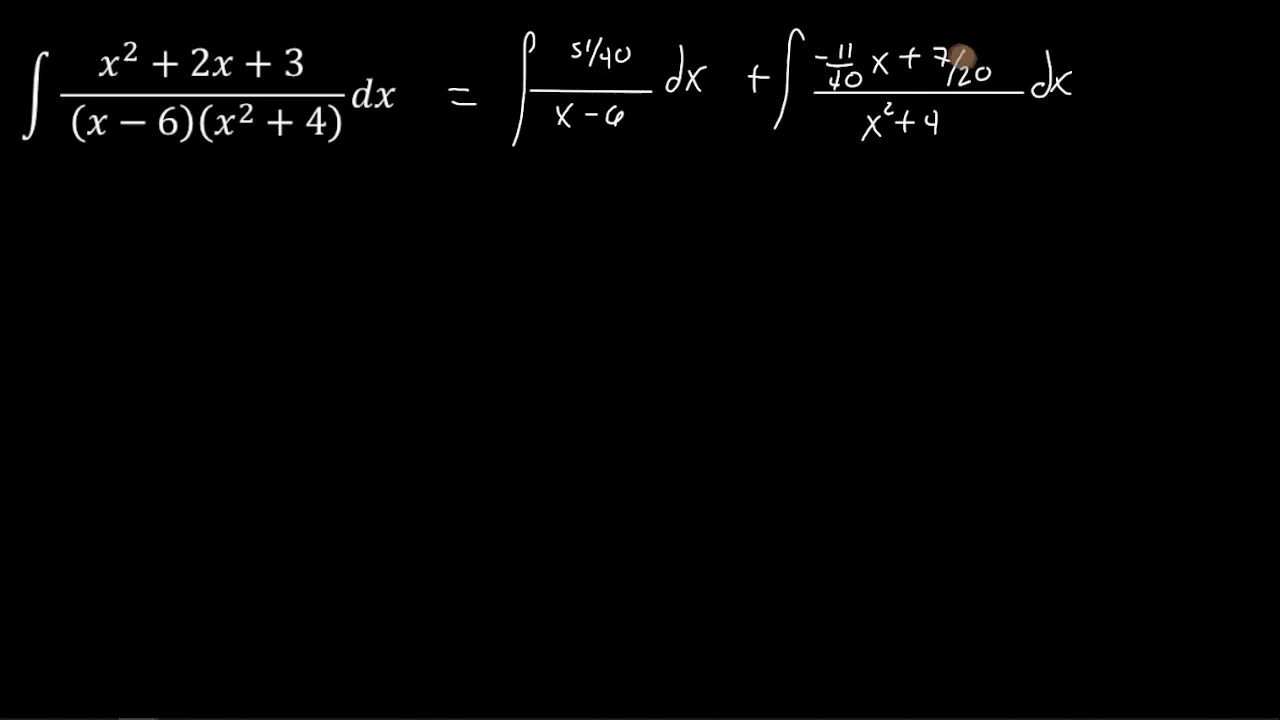 ∫ (x² + 2x + 3) / ((x − 6)(x² + 4)) dx = ∫ (51/40) / (x − 6) dx + ∫ (−11/40 x + 7/20) / (x² + 4) dx